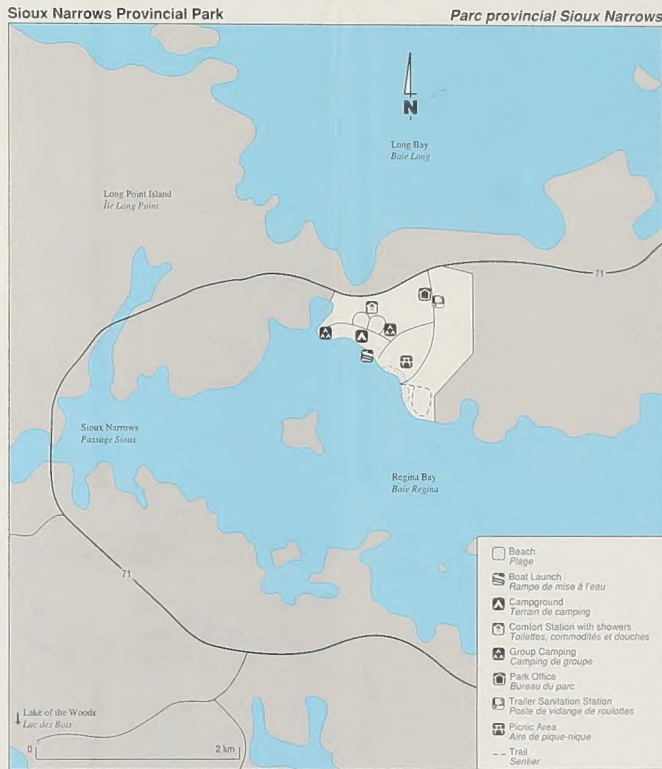 Sioux Narrows Provincial Park
Parc provincial Sioux Narrows
N
Long Bay
Baie Long
Long Point Island
Île Long Point
71
Sioux Narrows
Passage Sioux
Regina Bay
Baie Regina
71
Beach
Plage
Boat Launch
Rampe de mise à l'eau
Campground
Terrain de camping
Comfort Station with showers
Toilettes, commodités et douches
Group Camping
Camping de groupe
Park Office
Bureau du parc
Trailer Sanitation Station
Poste de vidange de roulottes
Picnic Area
Aire de pique-nique
Trail
Sentier
Lake of the Woods
Lac des Bois
0 2 km